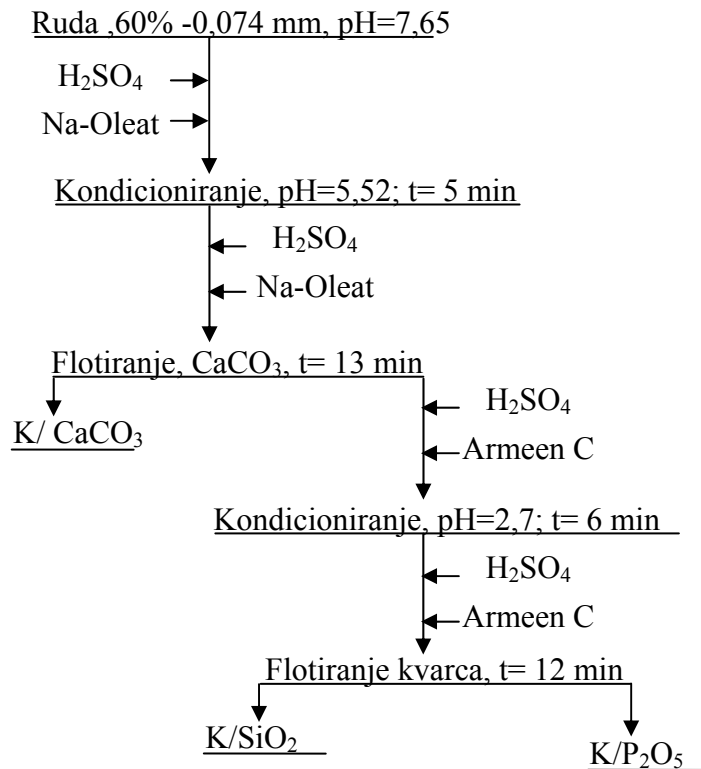 Ruda ,60% -0,074 mm, pH=7,65
H₂SO₄
Na-Oleat
Kondicioniranje, pH=5,52; t= 5 min
H₂SO₄
Na-Oleat
Flotiranje, CaCO₃, t= 13 min
H₂SO₄
K/ CaCO₃
Armeen C
Kondicioniranje, pH=2,7; t= 6 min
H₂SO₄
Armeen C
Flotiranje kvarca, t= 12 min
K/SiO₂
K/P₂O₅